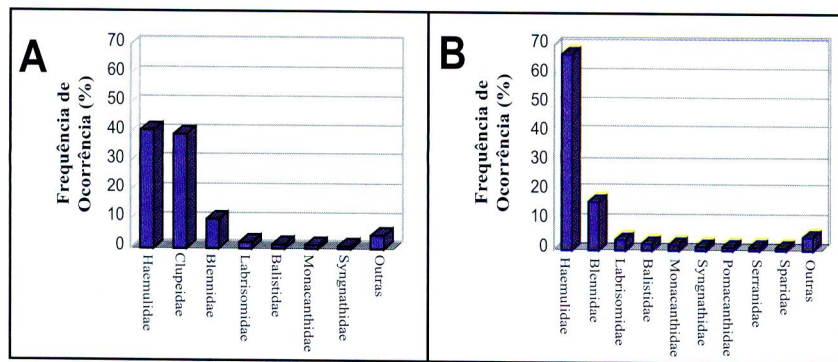 A
Frequência de
Ocorrência (%)
70
60
50
40
30
20
10
0
Haemulidae
Clupeidae
Blennidae
Labrisomidae
Balistidae
Monacanthidae
Syngnathidae
Outras
B
Frequência de
Ocorrência (%)
70
60
50
40
30
20
10
0
Haemulidae
Blennidae
Labrisomidae
Balistidae
Monacanthidae
Syngnathidae
Pomacanthidae
Serranidae
Sparidae
Outras